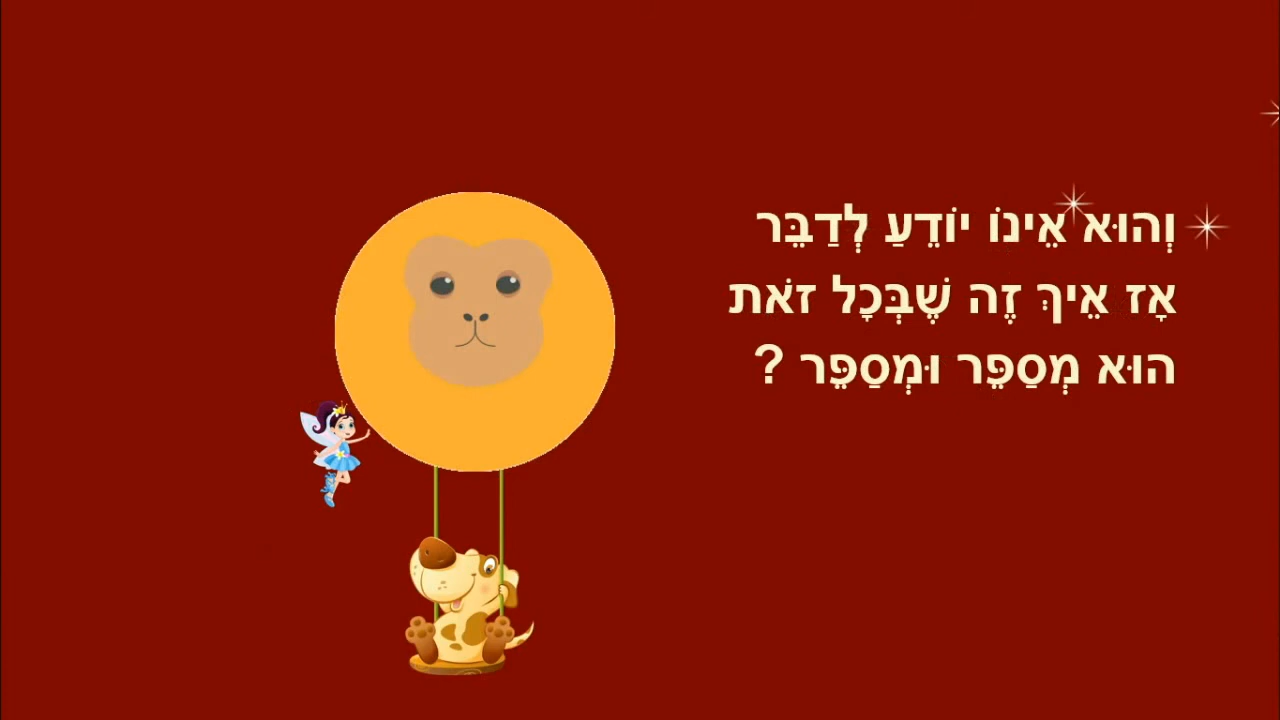 וְהוּא אֵינוֹ יוֹדֵעַ לְדַבֵּר
אָז אֵיךְ זֶה שֶׁבְּכָל זֹאת
הוּא מְסַפֵּר וּמְסַפֵּר ?